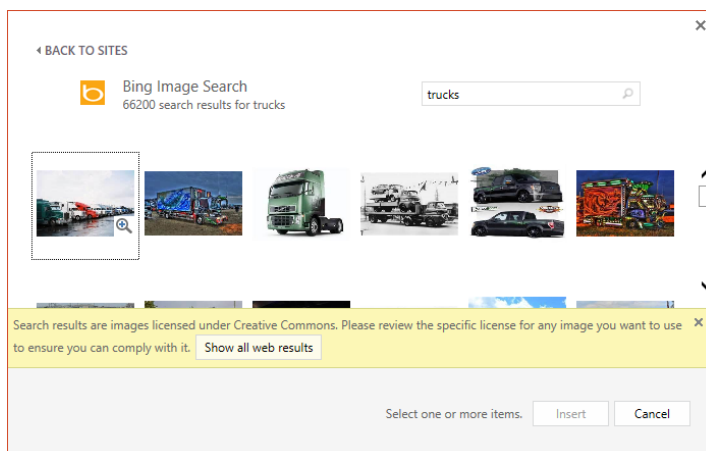 BACK TO SITES
Bing Image Search
66200 search results for trucks
trucks
Search results are images licensed under Creative Commons. Please review the specific license for any image you want to use
to ensure you can comply with it. Show all web results
Select one or more items. Insert Cancel